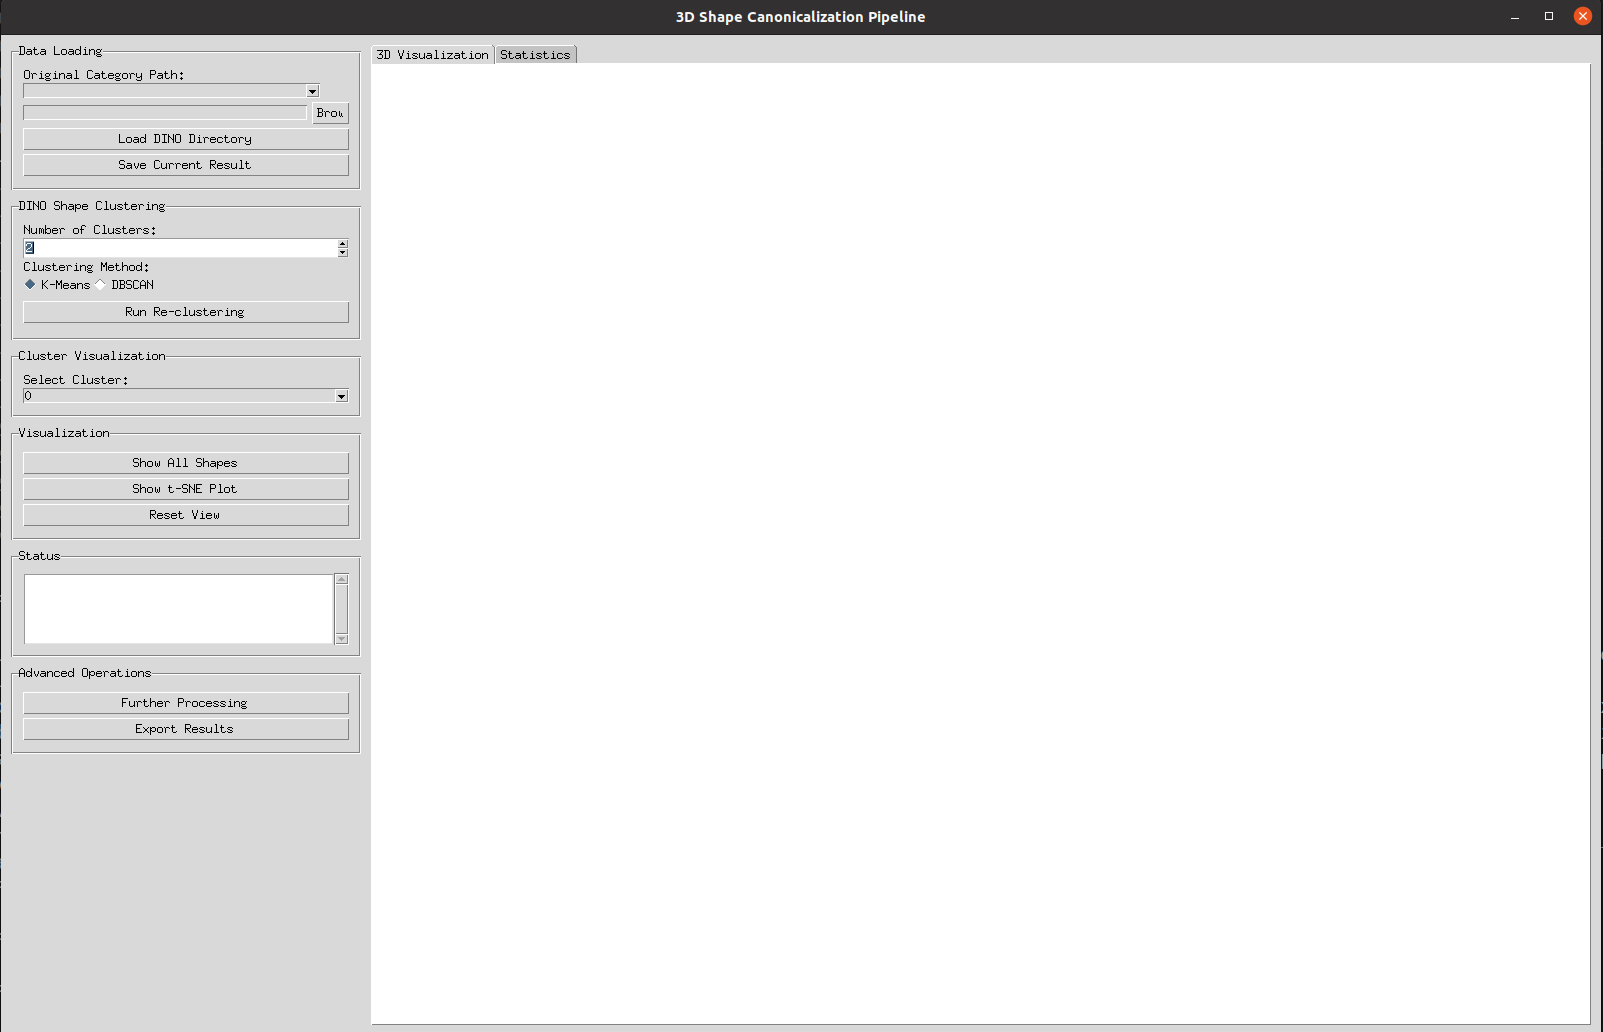 3D Shape Canonicalization Pipeline
Data Loading
Original Category Path:
Brow
Load DINO Directory
Save Current Result
DINO Shape Clustering
Number of Clusters:
2
Clustering Method:
K-Means DBSCAN
Run Re-clustering
Cluster Visualization
Select Cluster:
0
Visualization
Show All Shapes
Show t-SNE Plot
Reset View
Status
Advanced Operations
Further Processing
Export Results
3D Visualization Statistics